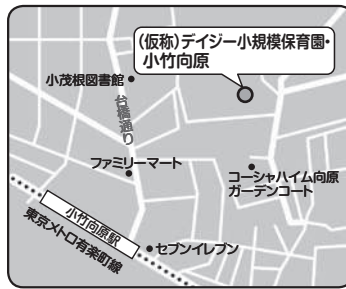 (仮称)デイジー小規模保育園・
小竹向原
小茂根図書館
台橋通り
ファミリーマート
コーシャハイム向原
ガーデンコート
小竹向原駅
東京メトロ有楽町線
セブンイレブン